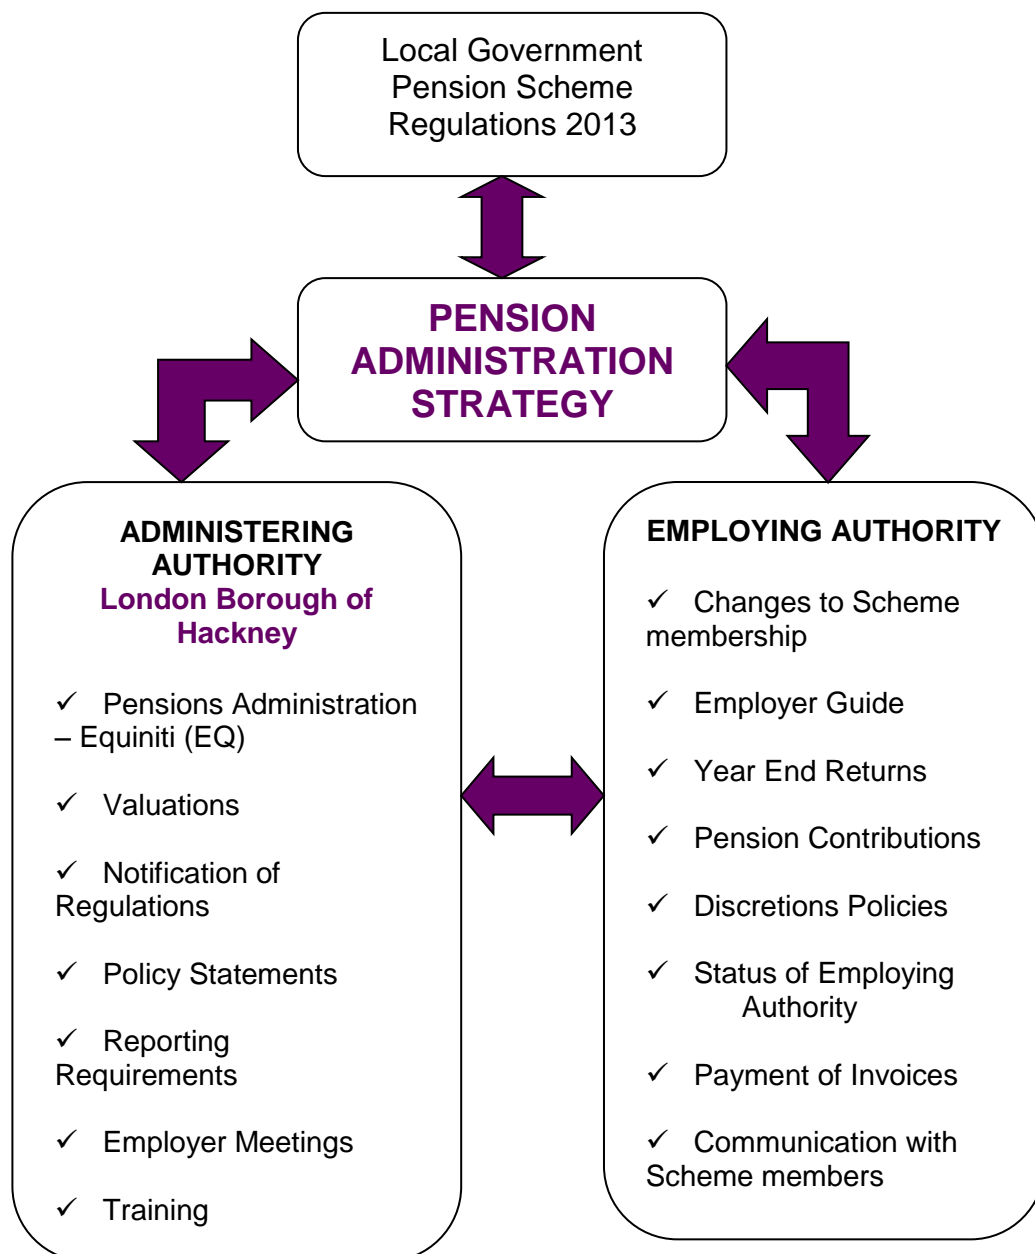 Local Government
Pension Scheme
Regulations 2013
PENSION
ADMINISTRATION
STRATEGY
ADMINISTERING
AUTHORITY
London Borough of
Hackney
✓ Pensions Administration
– Equiniti (EQ)
✓ Valuations
✓ Notification of
Regulations
✓ Policy Statements
✓ Reporting
Requirements
✓ Employer Meetings
✓ Training
EMPLOYING AUTHORITY
✓ Changes to Scheme
membership
✓ Employer Guide
✓ Year End Returns
✓ Pension Contributions
✓ Discretions Policies
✓ Status of Employing
Authority
✓ Payment of Invoices
✓ Communication with
Scheme members